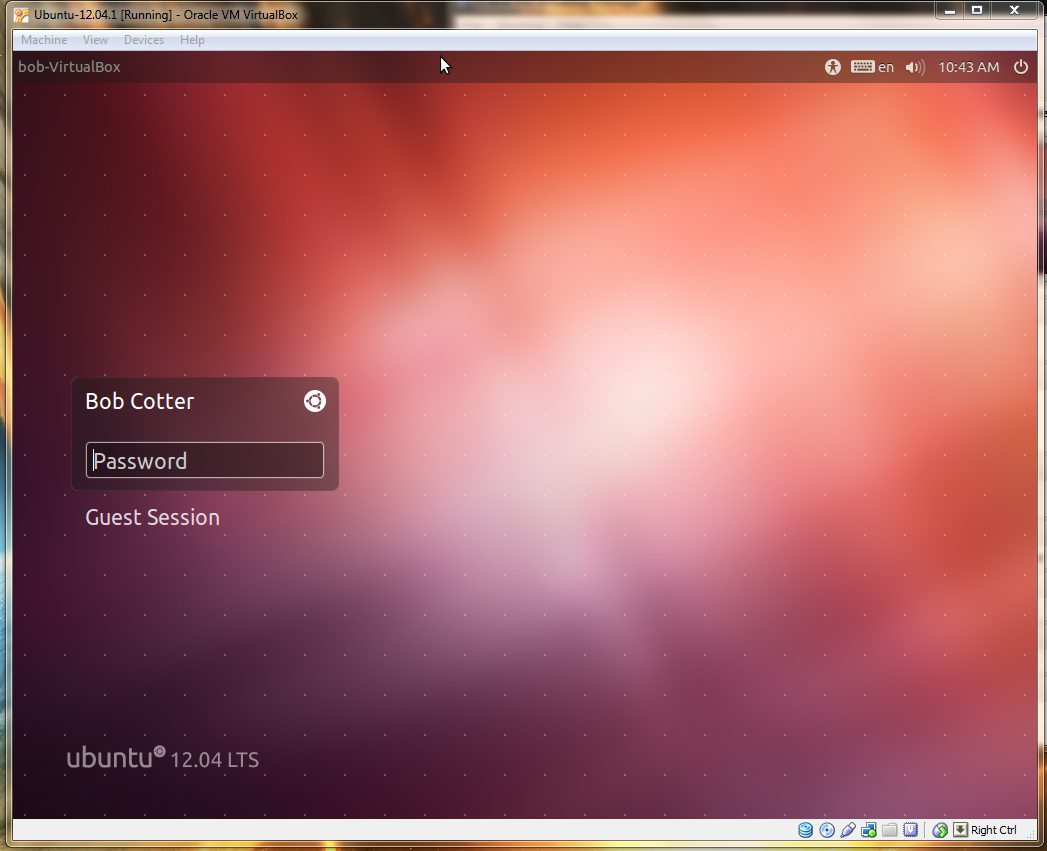 Ubuntu-12.04.1 [Running] - Oracle VM VirtualBox
Machine View Devices Help
bob-VirtualBox en 10:43 AM
Bob Cotter
Password
Guest Session
ubuntu 12.04 LTS
Right Ctrl